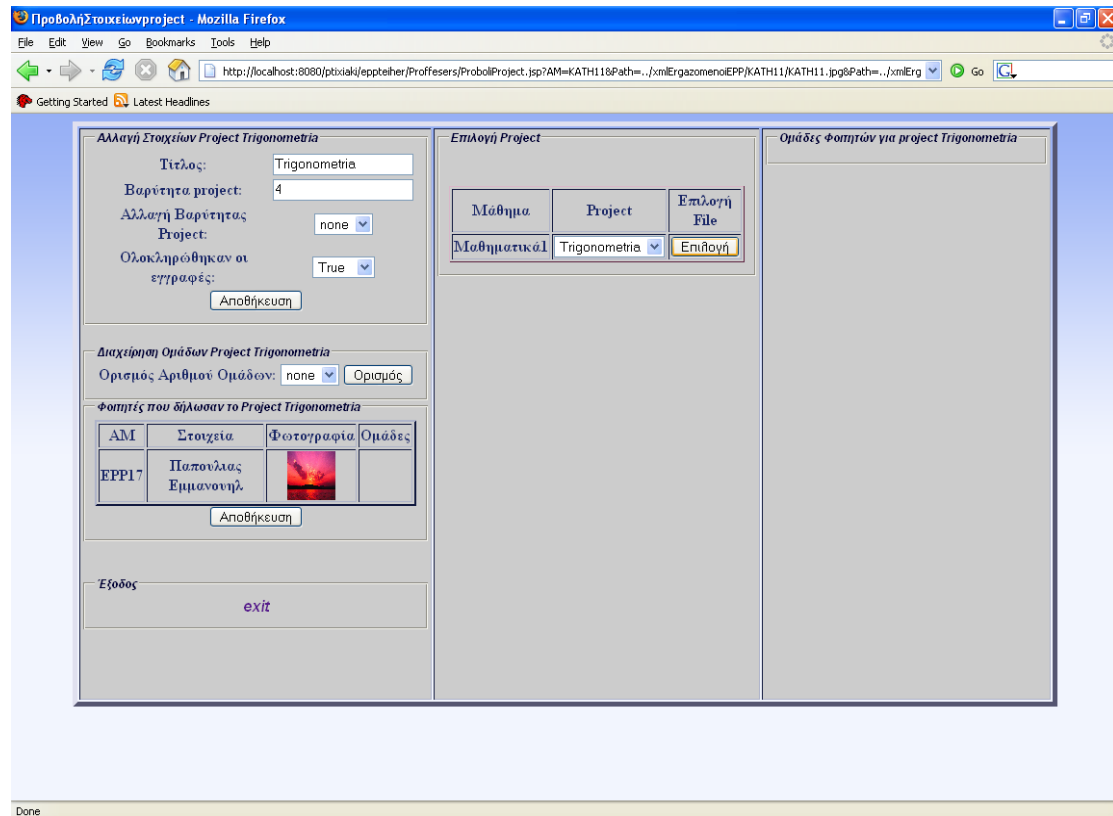 ΠροβολήΣτοιχείωνproject - Mozilla Firefox
File Edit View Go Bookmarks Tools Help
http://localhost:8080/ptixiaki/eppteiher/Proffesers/ProboliProject.jsp?AM=KATH11&Path=../xmlErgazomenoiEPP/KATH11/KATH11.jpg&Path=../xmlErg Go
Getting Started Latest Headlines
Αλλαγή Στοιχείων Project Trigonometria
Τίτλος: Trigonometria
Βαρύτητα project: 4
Αλλαγή Βαρύτητας
Project: none
Ολοκληρώθηκαν οι
εγγραφές: True
Αποθήκευση
Διαχείρηση Ομάδων Project Trigonometria
Ορισμός Αριθμού Ομάδων: none Ορισμός
Φοιτητές που δήλωσαν το Project Trigonometria
ΑΜ Στοιχεία Φωτογραφία Ομάδες
EPP17 Παπουλιας
Εμμανουηλ
Αποθήκευση
Έξοδος
exit
Επιλογή Project
Μάθημα Project Επιλογή
File
Μαθηματικά1 Trigonometria Επιλογή
Ομάδες Φοιτητών για project Trigonometria
Done